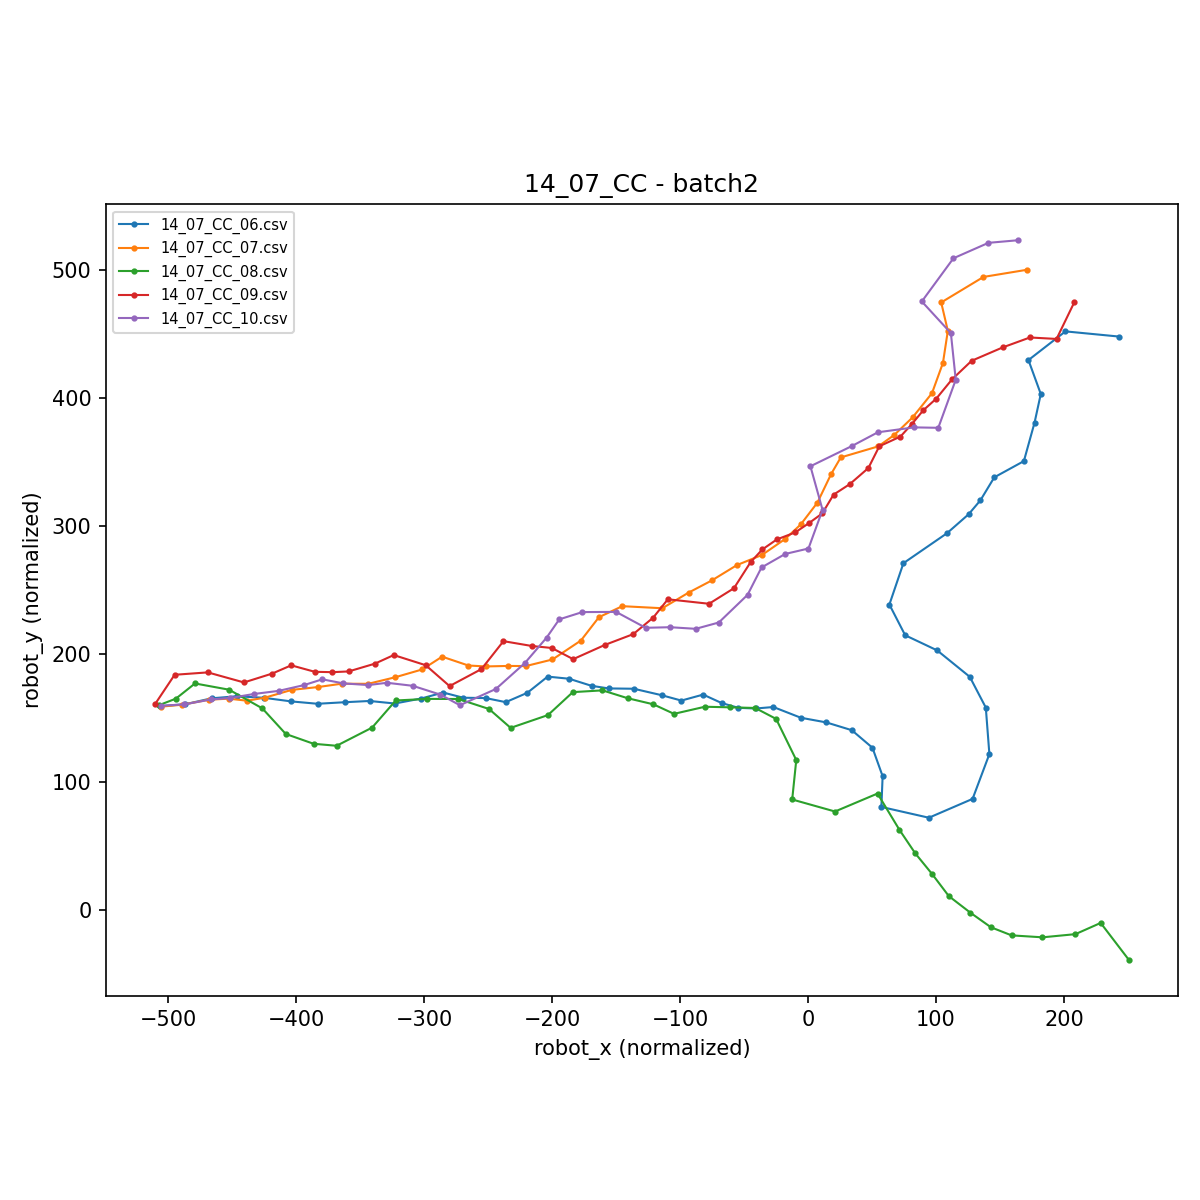 14_07_CC - batch2
14_07_CC_06.csv
14_07_CC_07.csv
14_07_CC_08.csv
14_07_CC_09.csv
14_07_CC_10.csv
robot_y (normalized)
500
400
300
200
100
0
−500
−400
−300
−200
−100
0
100
200
robot_x (normalized)